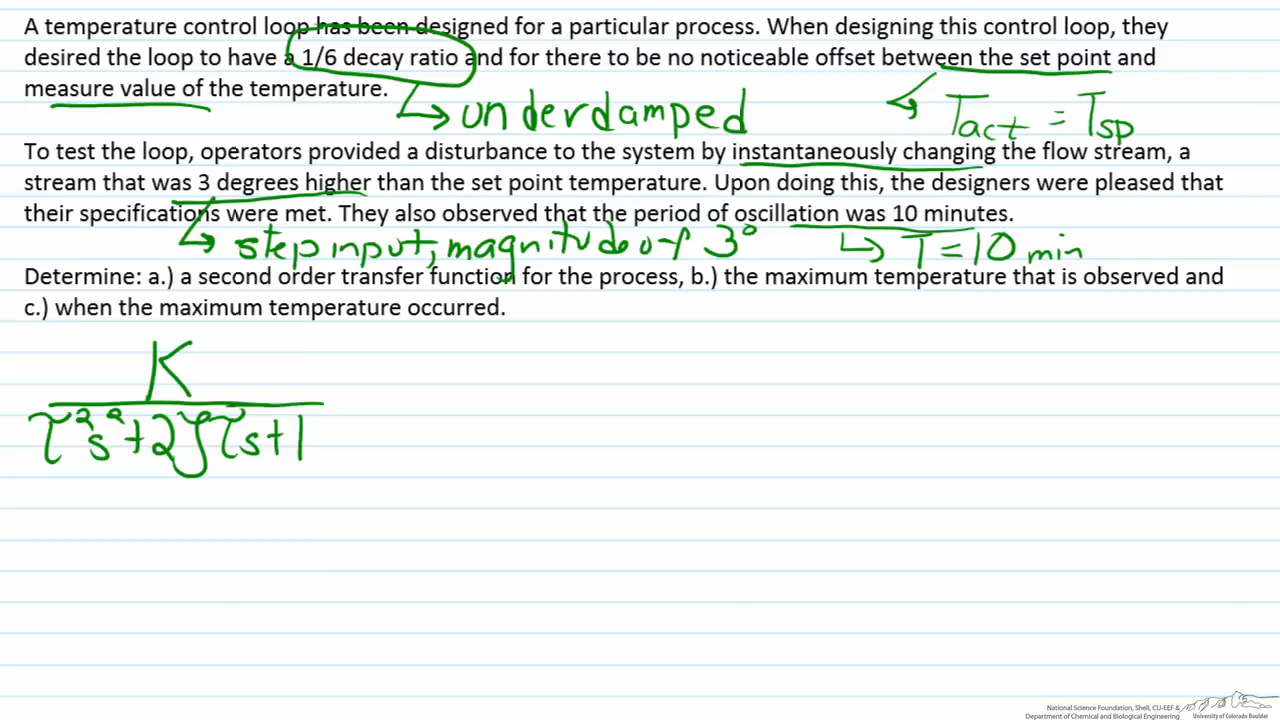 A temperature control loop has been designed for a particular process. When designing this control loop, they
desired the loop to have a 1/6 decay ratio and for there to be no noticeable offset between the set point and
measure value of the temperature.
underdamped
Tact = Tsp
To test the loop, operators provided a disturbance to the system by instantaneously changing the flow stream, a
stream that was 3 degrees higher than the set point temperature. Upon doing this, the designers were pleased that
their specifications were met. They also observed that the period of oscillation was 10 minutes.
step input, magnitude of 3°
T = 10 min
Determine: a.) a second order transfer function for the process, b.) the maximum temperature that is observed and
c.) when the maximum temperature occurred.
K
τ²s²+2ζτs+1
National Science Foundation, Shell, CU-EEF &
Department of Chemical and Biological Engineering
University of Colorado Boulder